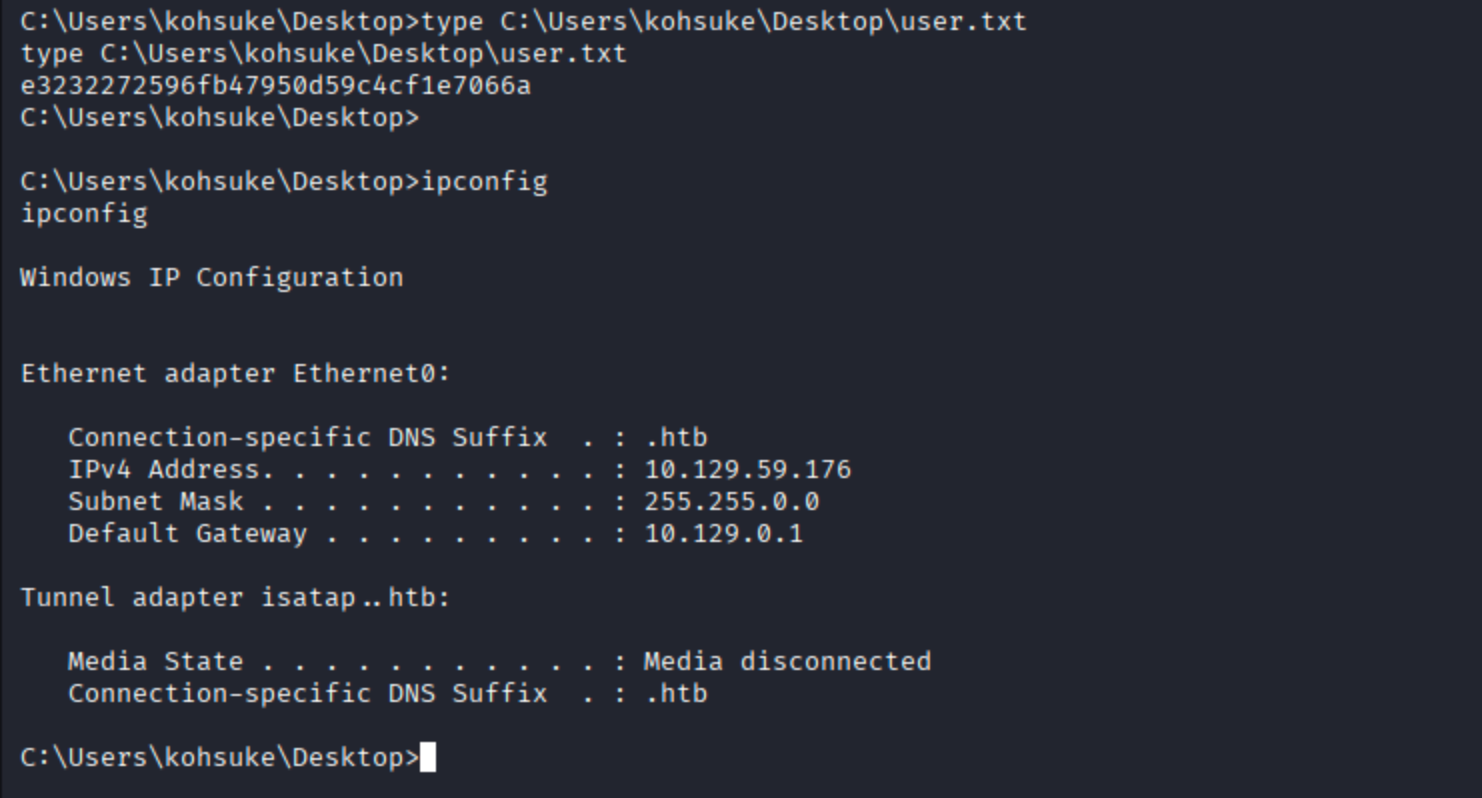 C:\Users\kohsuke\Desktop>type C:\Users\kohsuke\Desktop\user.txt
type C:\Users\kohsuke\Desktop\user.txt
e3232272596fb47950d59c4cf1e7066a
C:\Users\kohsuke\Desktop>
C:\Users\kohsuke\Desktop>ipconfig
ipconfig
Windows IP Configuration
Ethernet adapter Ethernet0:
Connection-specific DNS Suffix  . : .htb
IPv4 Address. . . . . . . . . . . : 10.129.59.176
Subnet Mask . . . . . . . . . . . : 255.255.0.0
Default Gateway . . . . . . . . . : 10.129.0.1
Tunnel adapter isatap..htb:
Media State . . . . . . . . . . . : Media disconnected
Connection-specific DNS Suffix  . : .htb
C:\Users\kohsuke\Desktop>